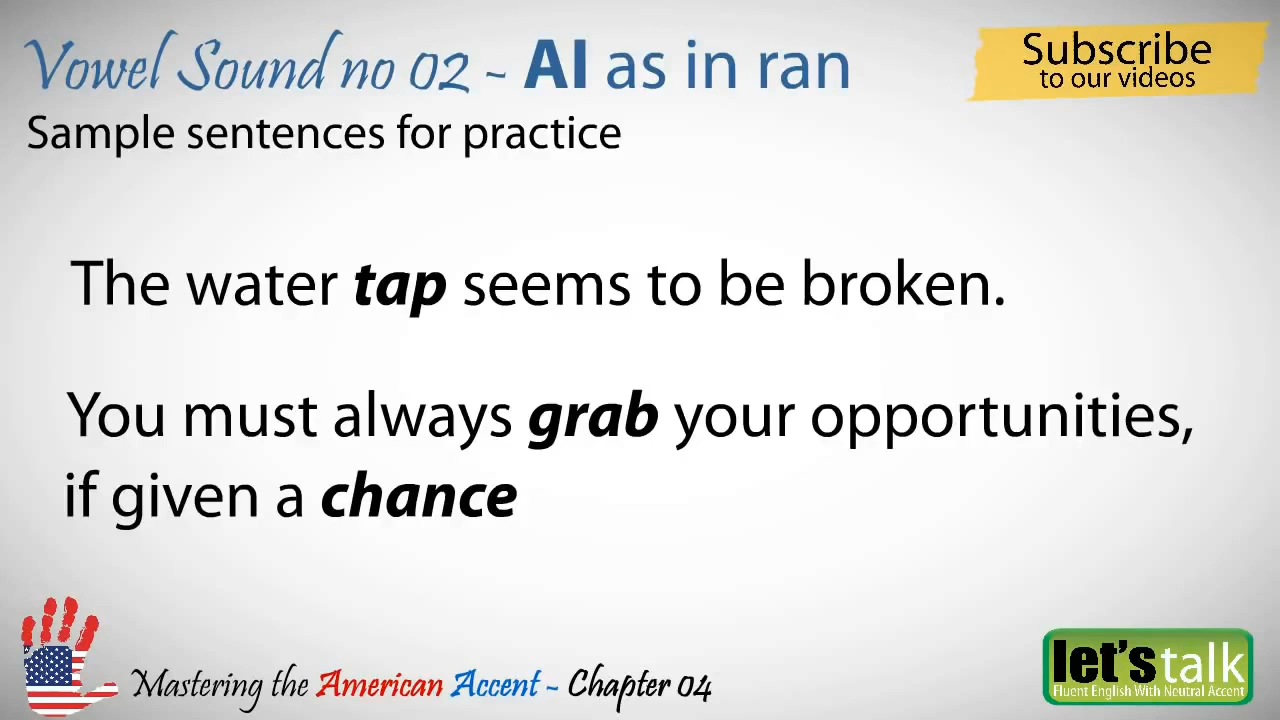 Vowel Sound no 02 - AI as in ran
Subscribe
to our videos
Sample sentences for practice
The water tap seems to be broken.
You must always grab your opportunities,
if given a chance
Mastering the American Accent - Chapter 04
let's talk
Fluent English With Neutral Accent